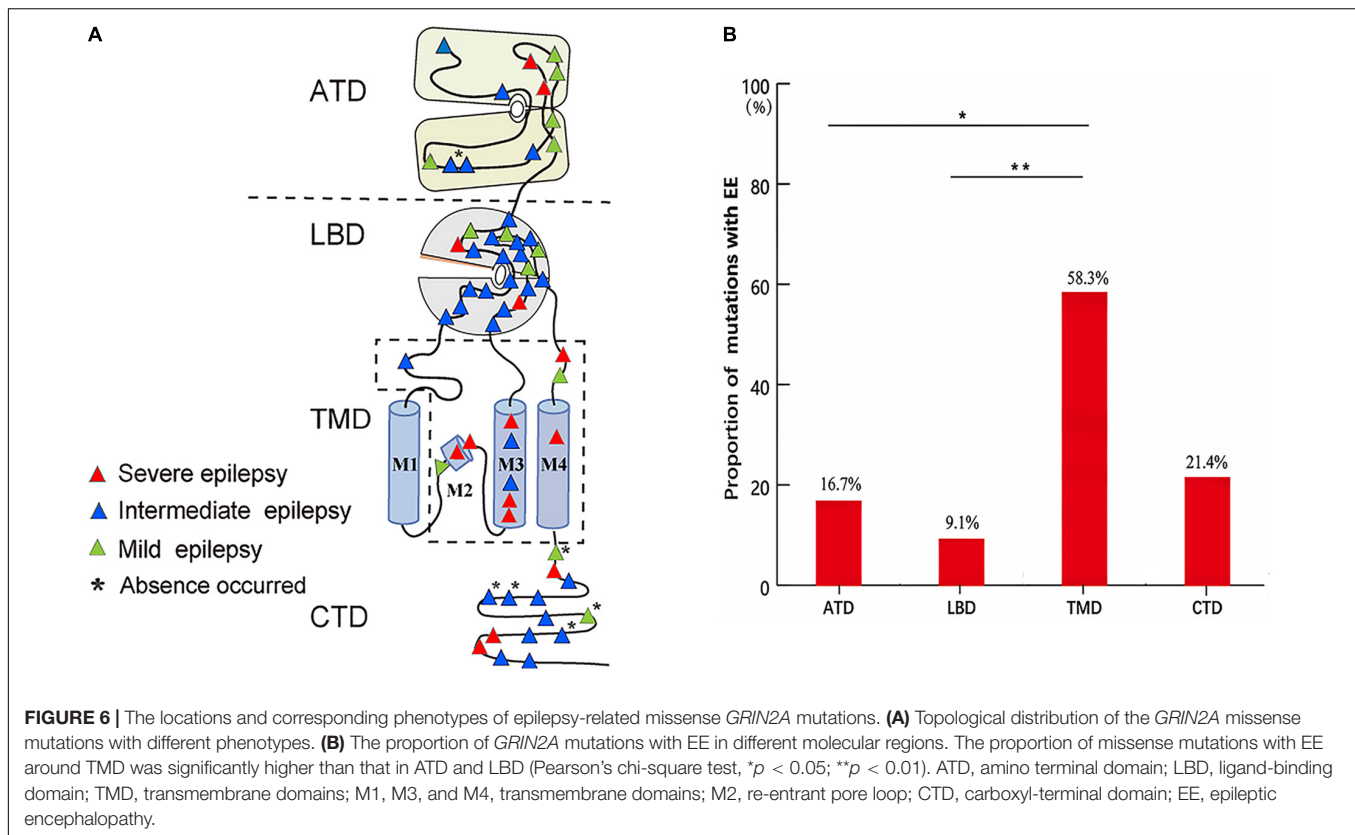 A
ATD
*
LBD
TMD
M1
M2
M3
M4
Severe epilepsy
Intermediate epilepsy
Mild epilepsy
* Absence occurred
*
* *
*
*
CTD
B
Proportion of mutations with EE
100
(%)
80
60
40
20
0
*
**
16.7%
9.1%
58.3%
21.4%
ATD
LBD
TMD
CTD
FIGURE 6 | The locations and corresponding phenotypes of epilepsy-related missense GRIN2A mutations. (A) Topological distribution of the GRIN2A missense
mutations with different phenotypes. (B) The proportion of GRIN2A mutations with EE in different molecular regions. The proportion of missense mutations with EE
around TMD was significantly higher than that in ATD and LBD (Pearson's chi-square test, *p < 0.05; **p < 0.01). ATD, amino terminal domain; LBD, ligand-binding
domain; TMD, transmembrane domains; M1, M3, and M4, transmembrane domains; M2, re-entrant pore loop; CTD, carboxyl-terminal domain; EE, epileptic
encephalopathy.